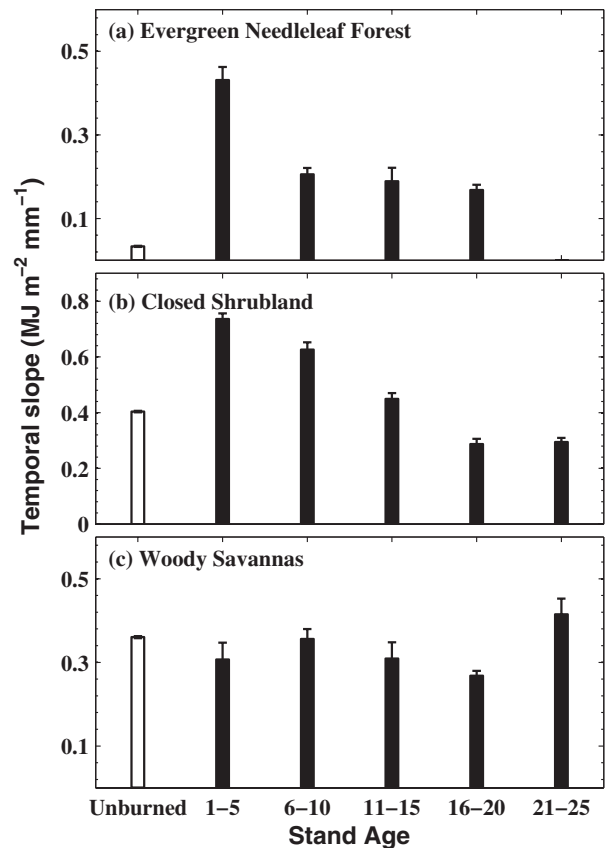 (a) Evergreen Needleleaf Forest
0.5
0.3
0.1
(b) Closed Shrubland
0.8
0.6
0.4
0.2
0
(c) Woody Savannas
0.5
0.3
0.1
Temporal slope (MJ m⁻² mm⁻¹)
Unburned 1−5 6−10 11−15 16−20 21−25
Stand Age